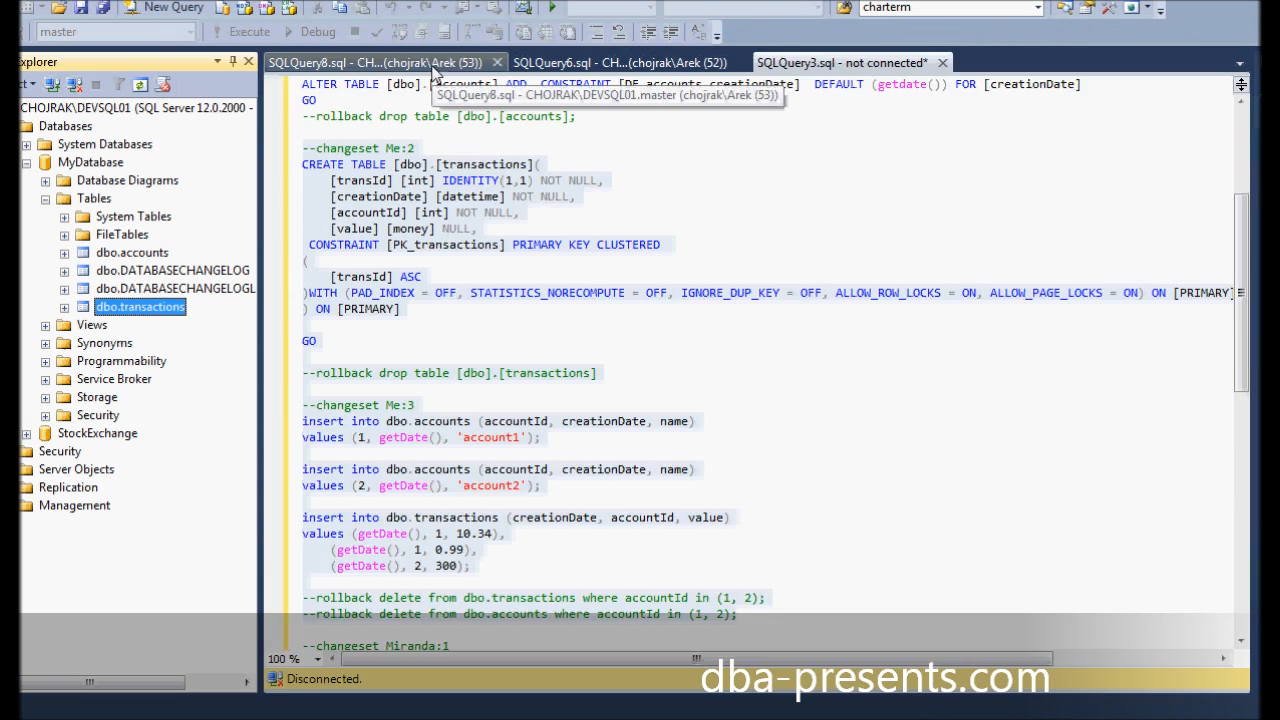 New Query
charterm
master
Execute
Debug
xplorer
SQLQuery8.sql - CH...(chojrak\Arek (53))
SQLQuery6.sql - CH...(chojrak\Arek (52))
SQLQuery3.sql - not connected*
SQLQuery8.sql - CHOJRAK\DEVSQL01.master (chojrak\Arek (53))
CHOJRAK\DEVSQL01 (SQL Server 12.0.2000 -
Databases
System Databases
MyDatabase
Database Diagrams
Tables
System Tables
FileTables
dbo.accounts
dbo.DATABASECHANGELOG
dbo.DATABASECHANGELOGL
dbo.transactions
Views
Synonyms
Programmability
Service Broker
Storage
Security
StockExchange
Security
Server Objects
Replication
Management
ALTER TABLE [dbo].[accounts] ADD CONSTRAINT [DF_accounts_creationDate] DEFAULT (getdate()) FOR [creationDate]
GO
--rollback drop table [dbo].[accounts];
--changeset Me:2
CREATE TABLE [dbo].[transactions](
[transId] [int] IDENTITY(1,1) NOT NULL,
[creationDate] [datetime] NOT NULL,
[accountId] [int] NOT NULL,
[value] [money] NULL,
CONSTRAINT [PK_transactions] PRIMARY KEY CLUSTERED
(
[transId] ASC
)WITH (PAD_INDEX = OFF, STATISTICS_NORECOMPUTE = OFF, IGNORE_DUP_KEY = OFF, ALLOW_ROW_LOCKS = ON, ALLOW_PAGE_LOCKS = ON) ON [PRIMARY]
) ON [PRIMARY]
GO
--rollback drop table [dbo].[transactions]
--changeset Me:3
insert into dbo.accounts (accountId, creationDate, name)
values (1, getDate(), 'account1');
insert into dbo.accounts (accountId, creationDate, name)
values (2, getDate(), 'account2');
insert into dbo.transactions (creationDate, accountId, value)
values (getDate(), 1, 10.34),
(getDate(), 1, 0.99),
(getDate(), 2, 300);
--rollback delete from dbo.transactions where accountId in (1, 2);
--rollback delete from dbo.accounts where accountId in (1, 2);
--changeset Miranda:1
100 %
Disconnected.
dba-presents.com